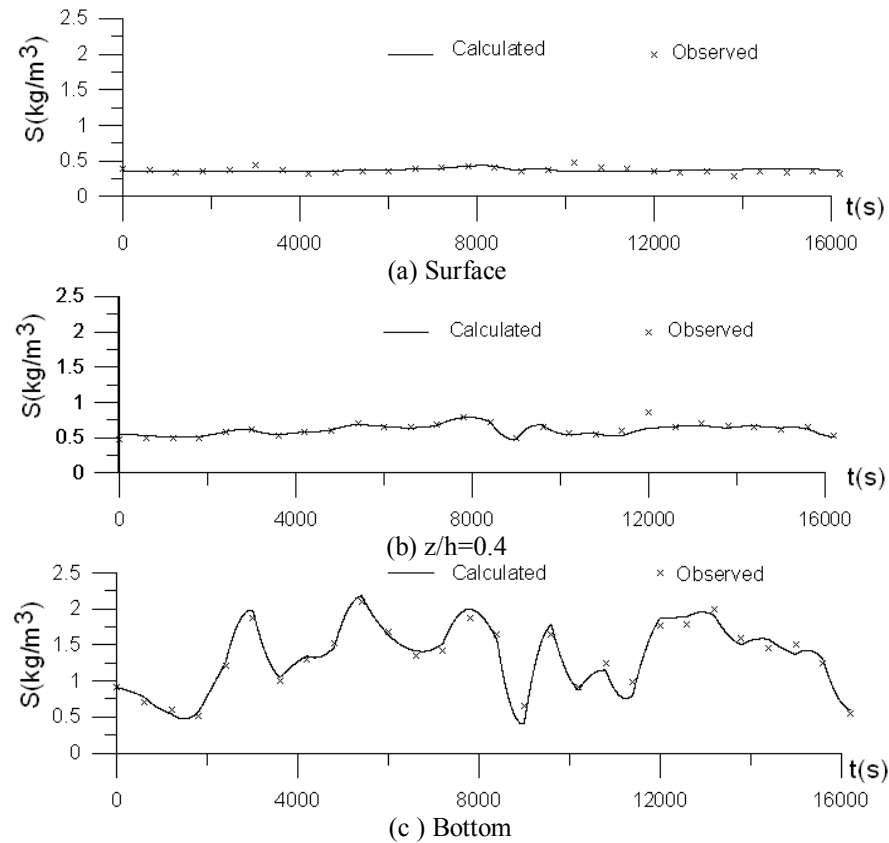 2.5
Calculated
Observed
2
1.5
1
0.5
0
S(kg/m3)
t(s)
0 4000 8000 12000 16000
(a) Surface
2.5
2
Calculated
Observed
1.5
1
0.5
0
S(kg/m3)
t(s)
0 4000 8000 12000 16000
(b) z/h=0.4
2.5
Calculated
Observed
2
1.5
1
0.5
0
S(kg/m3)
t(s)
0 4000 8000 12000 16000
(c ) Bottom